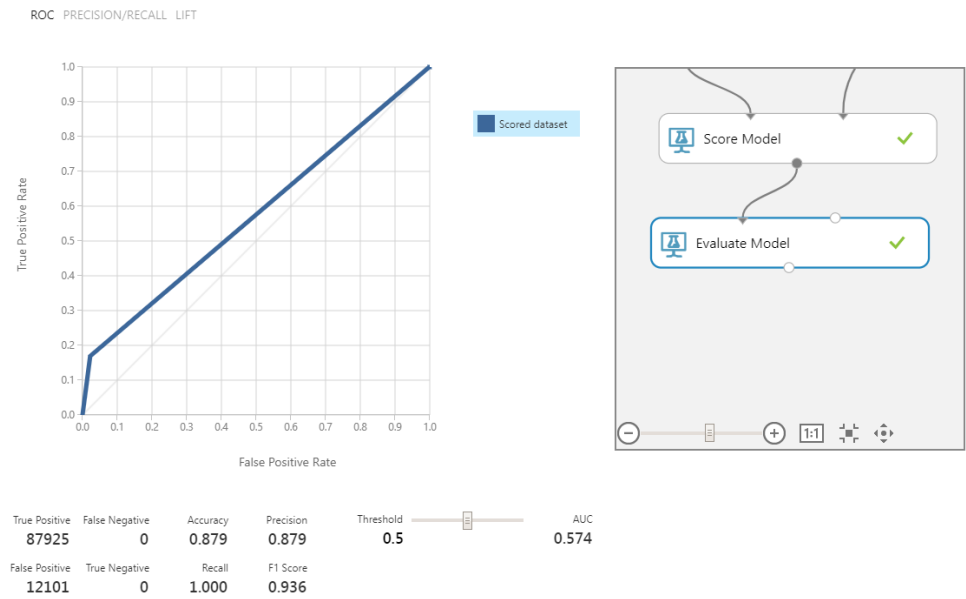 ROC PRECISION/RECALL LIFT
1.0
0.9
0.8
0.7
0.6
0.5
0.4
0.3
0.2
0.1
0.0
True Positive Rate
0.0 0.1 0.2 0.3 0.4 0.5 0.6 0.7 0.8 0.9 1.0
False Positive Rate
Scored dataset
Score Model
Evaluate Model
1:1
True Positive False Negative Accuracy Precision Threshold AUC
87925 0 0.879 0.879 0.5 0.574
False Positive True Negative Recall F1 Score
12101 0 1.000 0.936